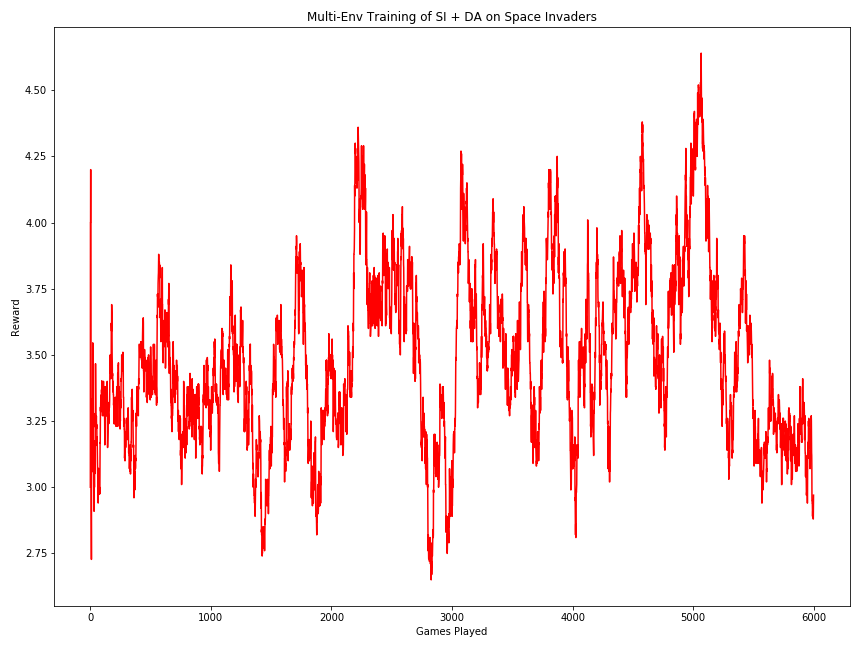 Multi-Env Training of SI + DA on Space Invaders
4.50
4.25
4.00
3.75
3.50
3.25
3.00
2.75
Reward
0 1000 2000 3000 4000 5000 6000
Games Played